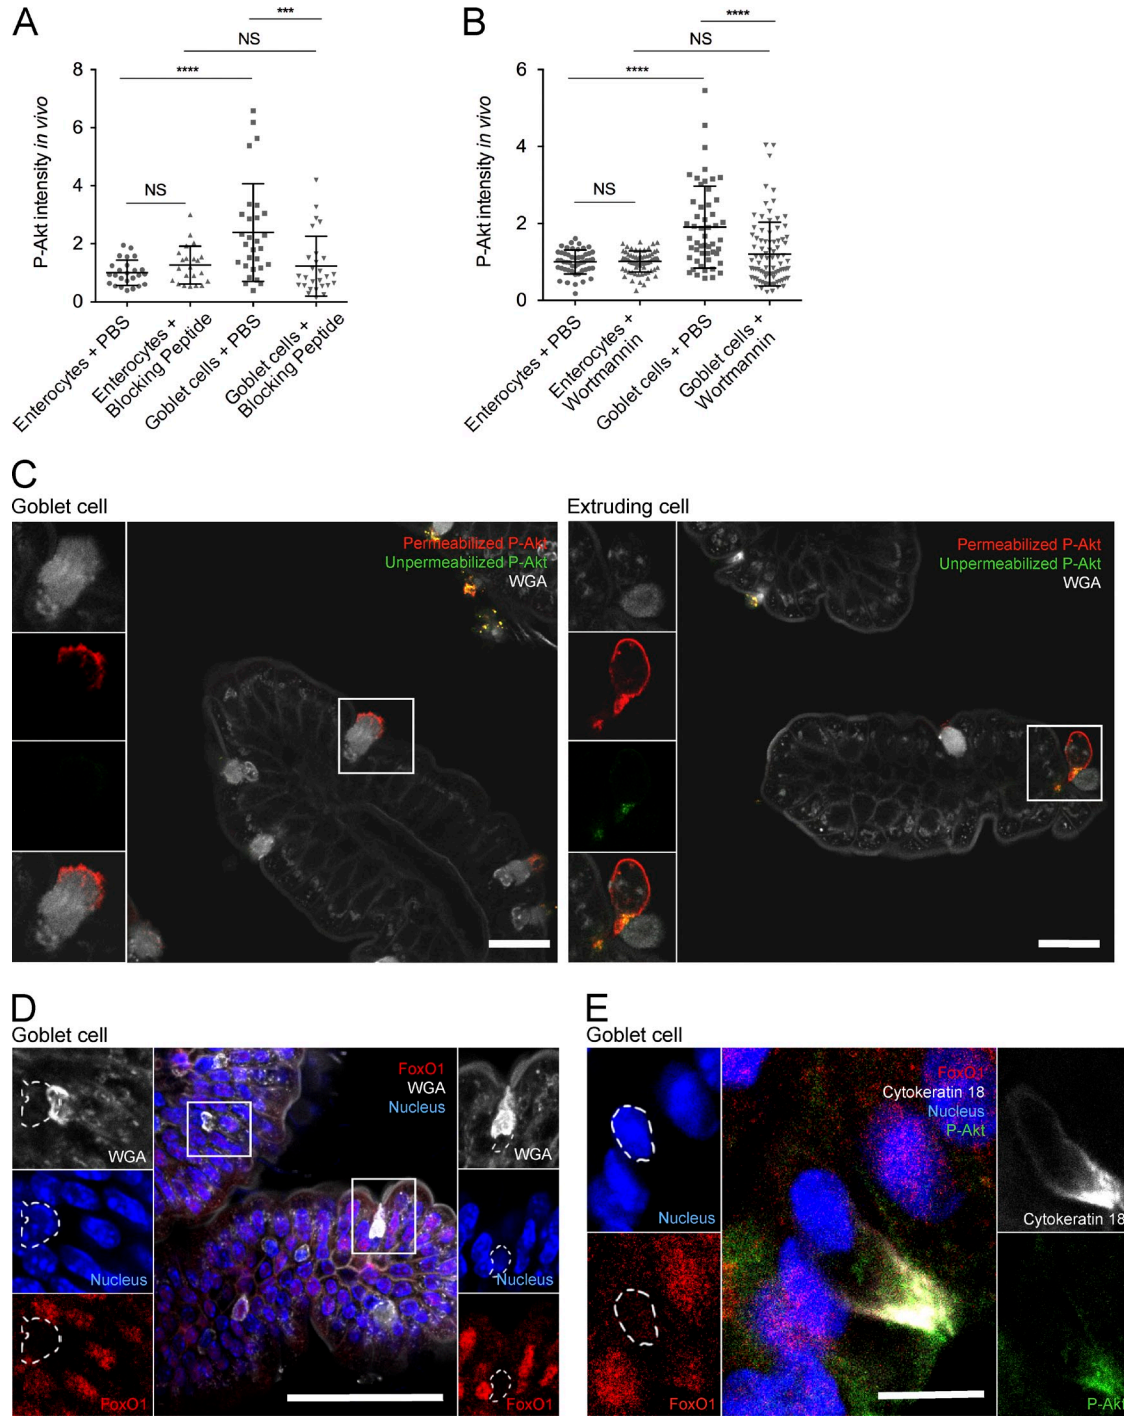 A
***
NS
****
NS
P-Akt intensity in vivo
8
6
4
2
0
Enterocytes + PBS
Enterocytes +
Blocking Peptide
Goblet cells + PBS
Goblet cells +
Blocking Peptide
B
****
NS
****
NS
P-Akt intensity in vivo
6
4
2
0
Enterocytes + PBS
Enterocytes +
Wortmannin
Goblet cells + PBS
Goblet cells +
Wortmannin
C
Goblet cell
Permeabilized P-Akt
Unpermeabilized P-Akt
WGA
Extruding cell
Permeabilized P-Akt
Unpermeabilized P-Akt
WGA
D
Goblet cell
WGA
Nucleus
FoxO1
FoxO1
WGA
Nucleus
WGA
Nucleus
FoxO1
E
Goblet cell
Nucleus
FoxO1
FoxO1
Cytokeratin 18
Nucleus
P-Akt
Cytokeratin 18
P-Akt